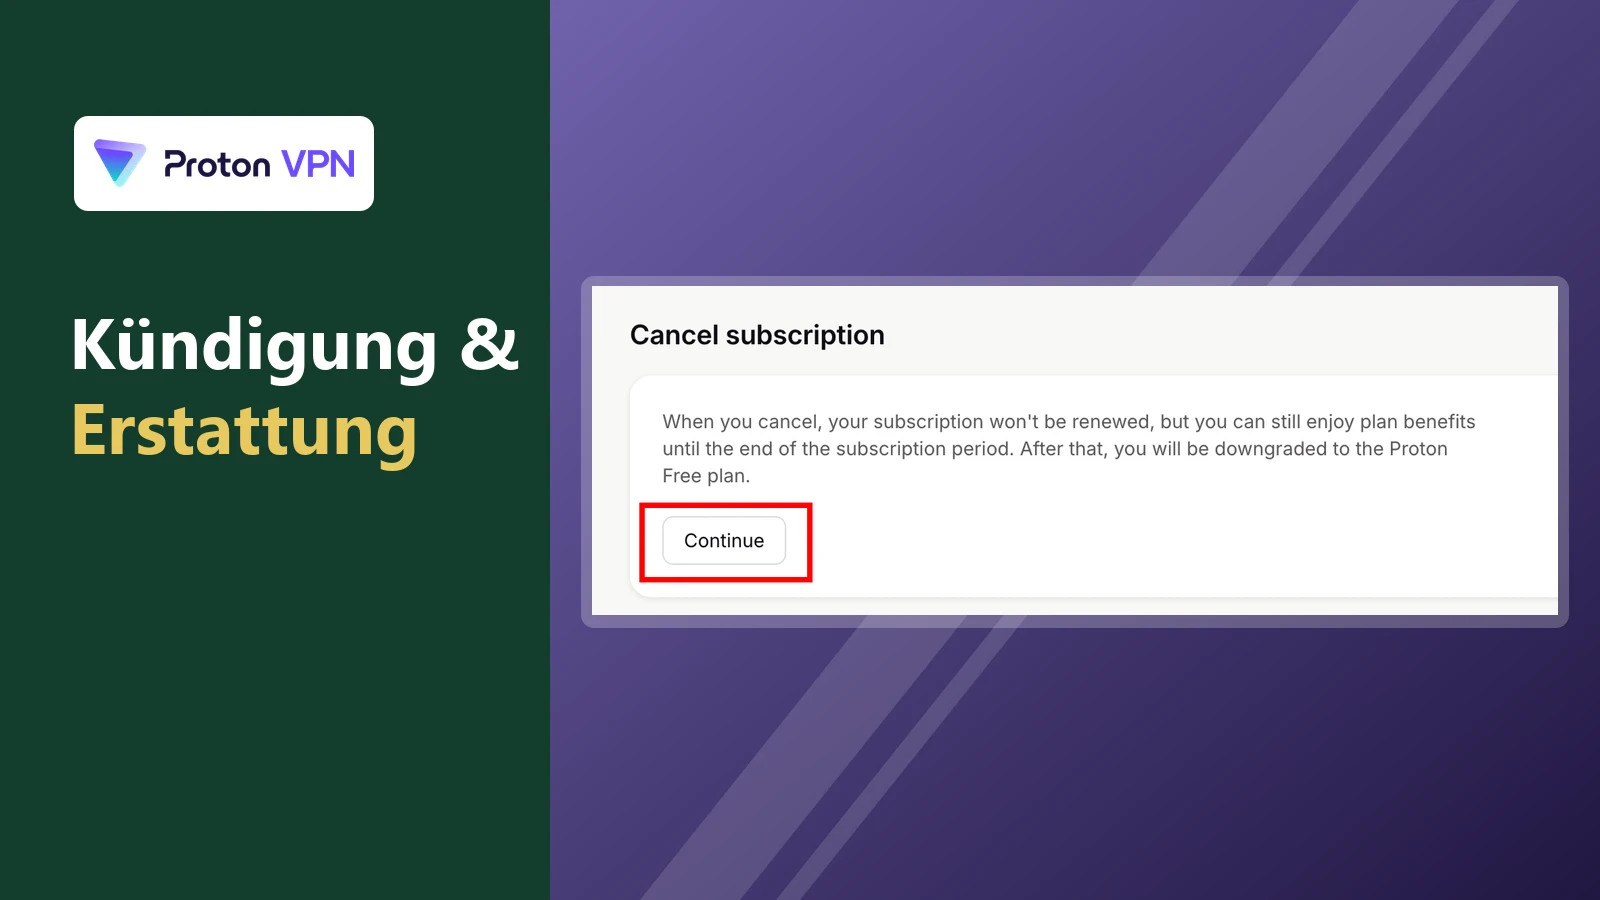 Proton VPN
Kündigung &
Erstattung
Cancel subscription
When you cancel, your subscription won't be renewed, but you can still enjoy plan benefits
until the end of the subscription period. After that, you will be downgraded to the Proton
Free plan.
Continue